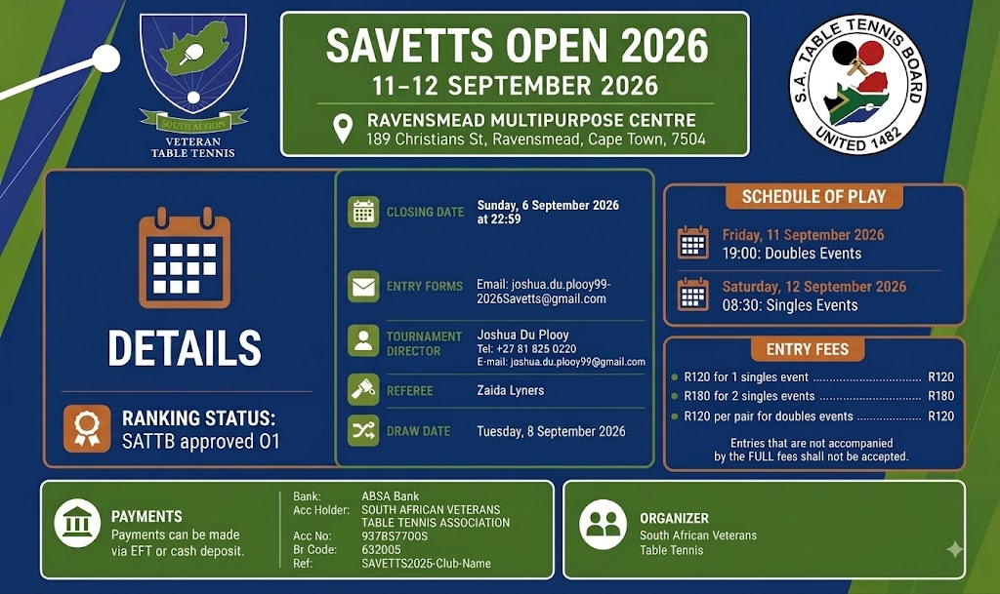 SOUTH AFRICAN
VETERAN
TABLE TENNIS
SAVETTS OPEN 2026
11–12 SEPTEMBER 2026
RAVENSMEAD MULTIPURPOSE CENTRE
189 Christians St, Ravensmead, Cape Town, 7504
S.A. TABLE TENNIS BOARD
UNITED 1482
DETAILS
RANKING STATUS:
SATTB approved O1
CLOSING DATE Sunday, 6 September 2026
at 22:59
ENTRY FORMS Email: joshua.du.plooy99-
2026Savetts@gmail.com
TOURNAMENT DIRECTOR
Joshua Du Plooy
Tel: +27 81 825 0220
E-mail: joshua.du.plooy99@gmail.com
REFEREE Zaida Lyners
DRAW DATE Tuesday, 8 September 2026
SCHEDULE OF PLAY
Friday, 11 September 2026
19:00: Doubles Events
Saturday, 12 September 2026
08:30: Singles Events
ENTRY FEES
R120 for 1 singles event ................................ R120
R180 for 2 singles events .............................. R180
R120 per pair for doubles events ................... R120
Entries that are not accompanied
by the FULL fees shall not be accepted.
PAYMENTS
Payments can be made
via EFT or cash deposit.
Bank: ABSA Bank
Acc Holder: SOUTH AFRICAN VETERANS
TABLE TENNIS ASSOCIATION
Acc No: 937BS7700S
Br Code: 632005
Ref: SAVETTS2025-Club-Name
ORGANIZER
South African Veterans
Table Tennis